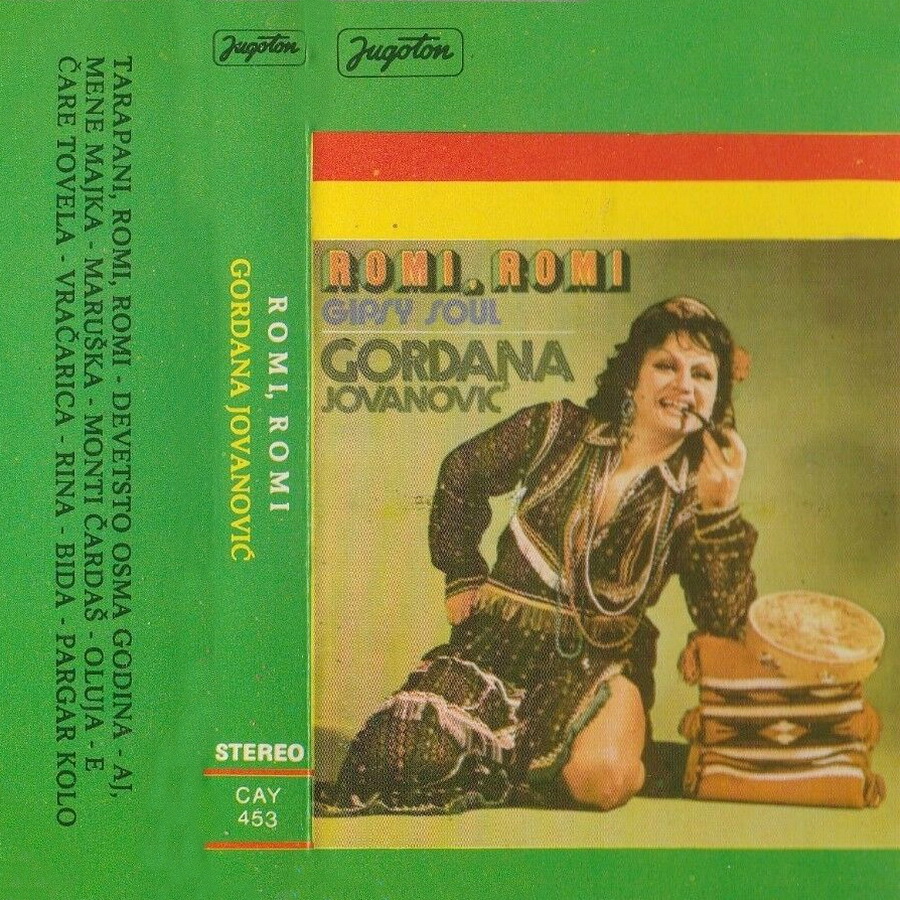 TARAPANI, ROMI, ROMI - DEVETSTO OSMA GODINA - AJ,
MENE MAJKA - MARUŠKA - MONTI ČARDAŠ - OLUJA - E
ČARE TOVELA - VRAČARICA - RINA - BIDA - PARGAR KOLO
Jugoton
ROMI, ROMI
GORDANA JOVANOVIĆ
STEREO
CAY
453
Jugoton
ROMI, ROMI
GIPSY SOUL
GORDANA
JOVANOVIĆ